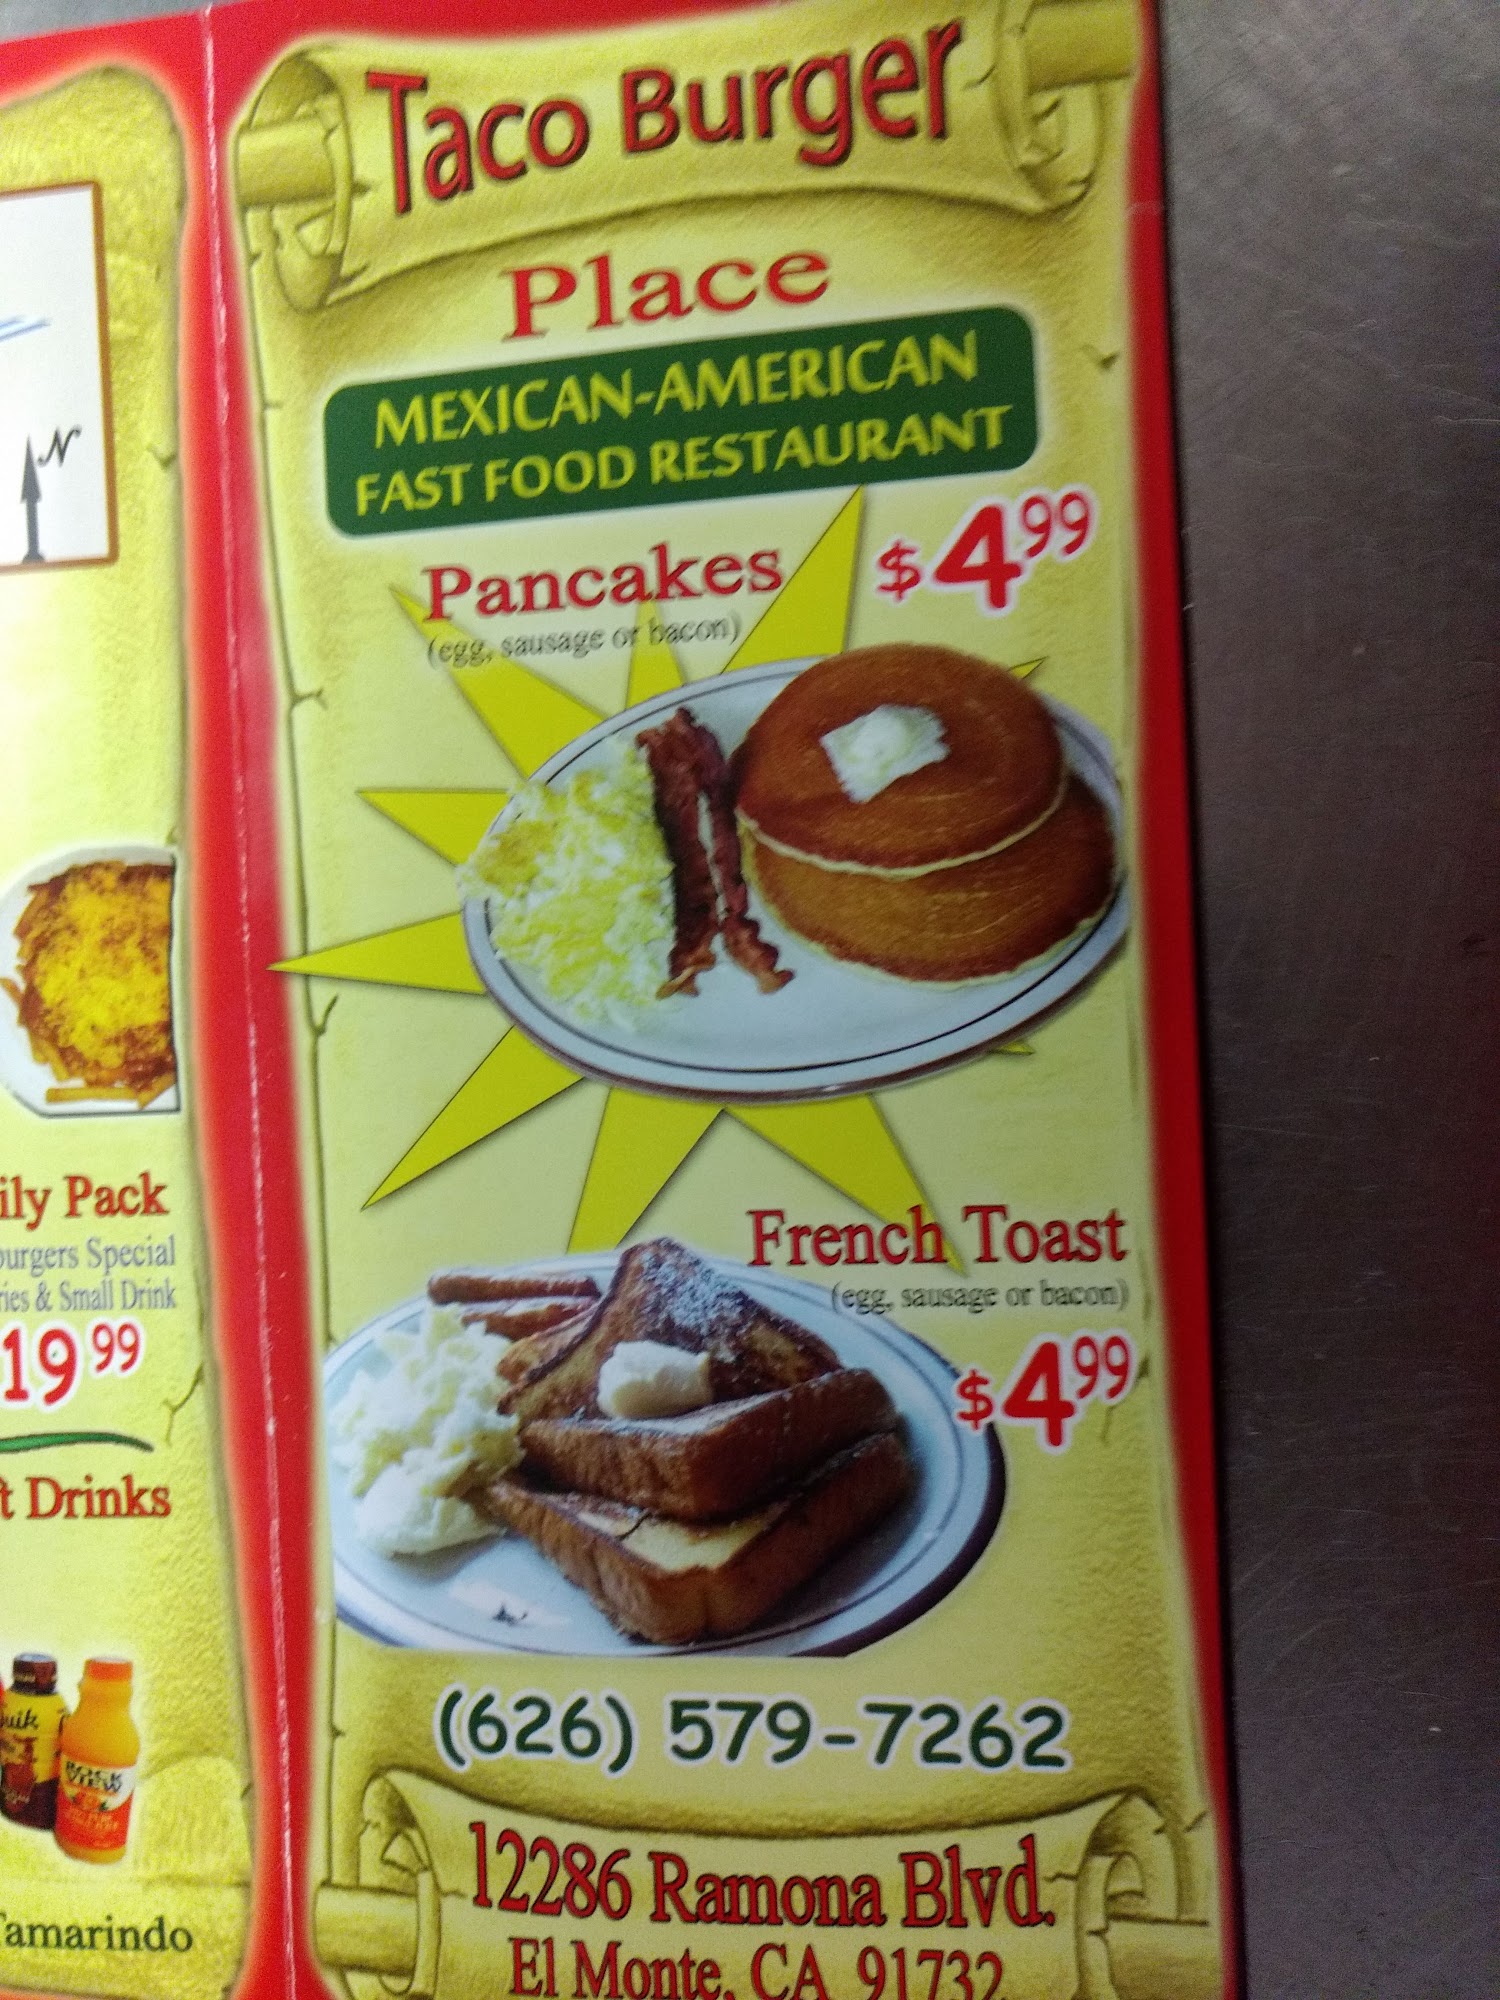 Taco Burger
Place
MEXICAN-AMERICAN
FAST FOOD RESTAURANT
Pancakes
$4.99
(egg, sausage or bacon)
French Toast
(egg, sausage or bacon)
$4.99
(626) 579-7262
12286 Ramona Blvd.
El Monte, CA 91732
N
ily Pack
urgers Special
ries & Small Drink
19.99
t Drinks
uik
amarindo